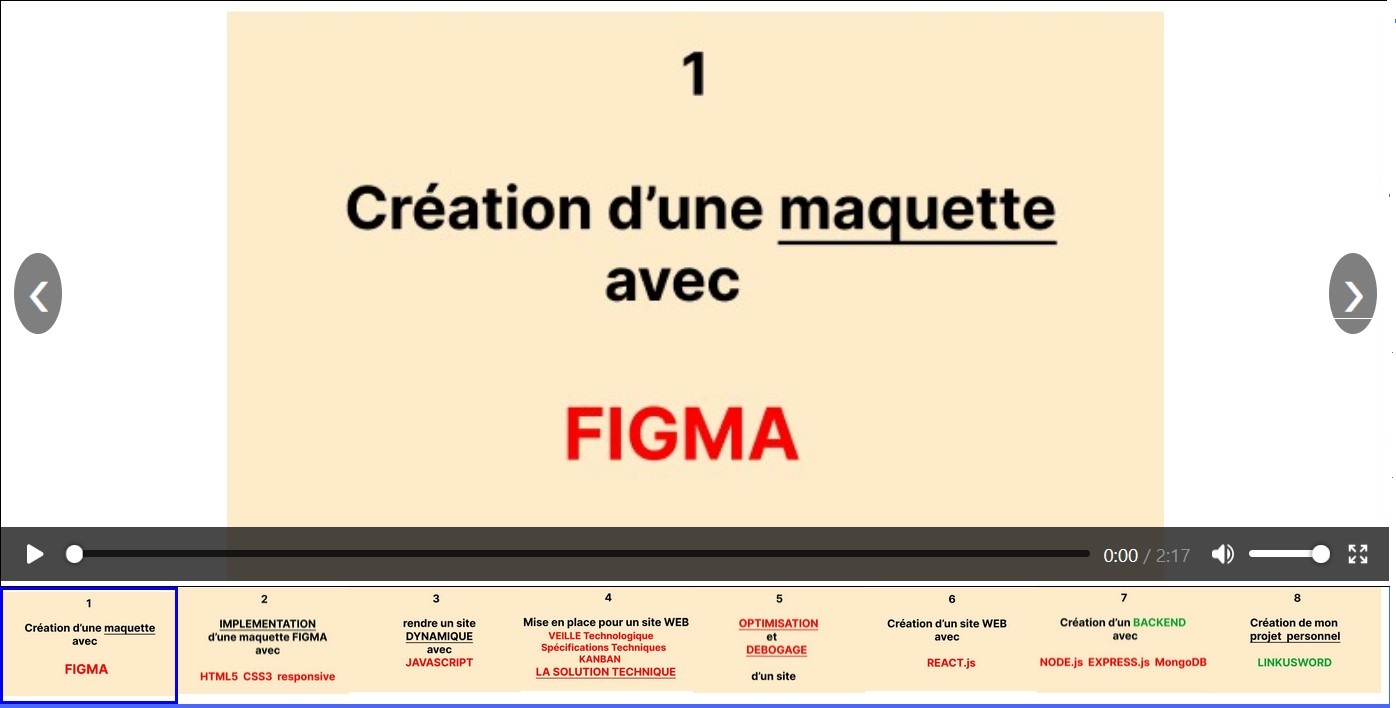 1
Création d’une maquette
avec
FIGMA
0:00 / 2:17
1
Création d’une maquette
avec
FIGMA
2
IMPLEMENTATION
d’une maquette FIGMA
avec
HTML5 CSS3 responsive
3
rendre un site
DYNAMIQUE
avec
JAVASCRIPT
4
Mise en place pour un site WEB
VEILLE Technologique
Spécifications Techniques
KANBAN
LA SOLUTION TECHNIQUE
5
OPTIMISATION
et
DEBOGAGE
d’un site
6
Création d’un site WEB
avec
REACT.js
7
Création d’un BACKEND
avec
NODE.js EXPRESS.js MongoDB
8
Création de mon
projet personnel
LINKUSWORD